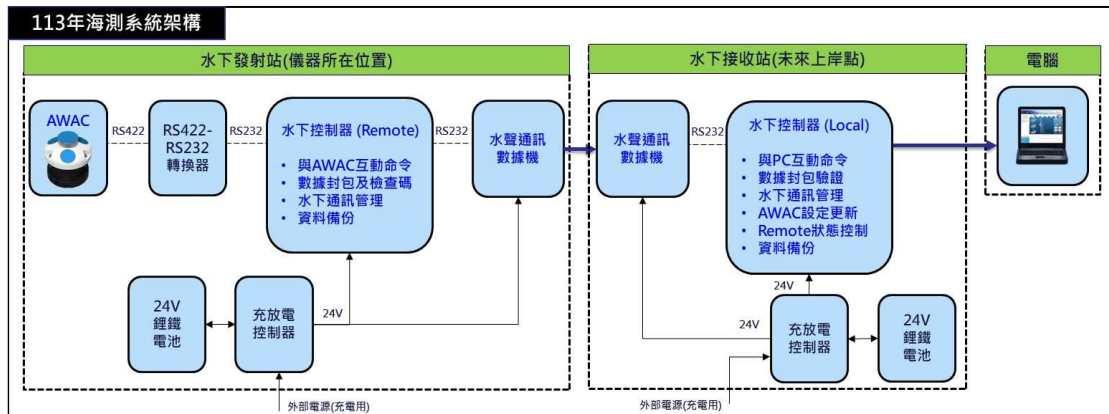 113年海測系統架構
水下發射站(儀器所在位置)
AWAC
RS422
RS422-
RS232
轉換器
RS232
水下控制器 (Remote)
• 與AWAC互動命令
• 數據封包及檢查碼
• 水下通訊管理
• 資料備份
RS232
水聲通訊
數據機
24V
鋰鐵
電池
充放電
控制器
24V
外部電源(充電用)
水下接收站(未來上岸點)
水聲通訊
數據機
RS232
水下控制器 (Local)
• 與PC互動命令
• 數據封包驗證
• 水下通訊管理
• AWAC設定更新
• Remote狀態控制
• 資料備份
24V
24V
充放電
控制器
24V
鋰鐵
電池
外部電源(充電用)
電腦